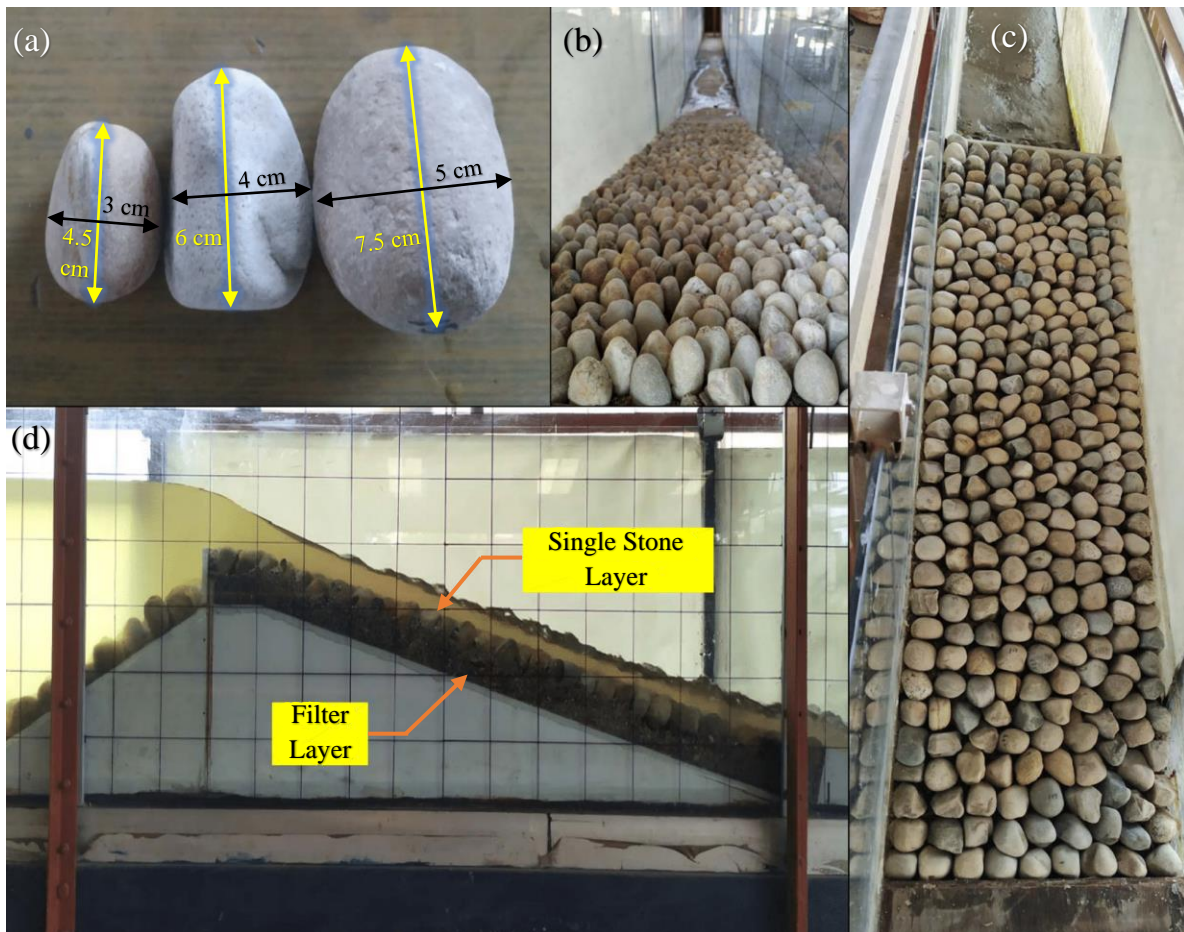 (a)
3 cm
4.5
cm
4 cm
6 cm
5 cm
7.5 cm
(b)
(c)
(d)
Single Stone
Layer
Filter
Layer